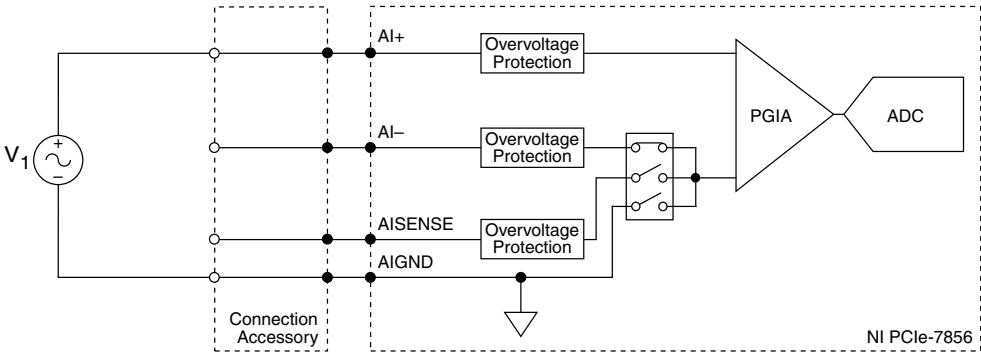 AI+
Overvoltage
Protection
PGIA
ADC
AI–
Overvoltage
Protection
V1
+
–
AISENSE
Overvoltage
Protection
AIGND
Connection
Accessory
NI PCIe-7856